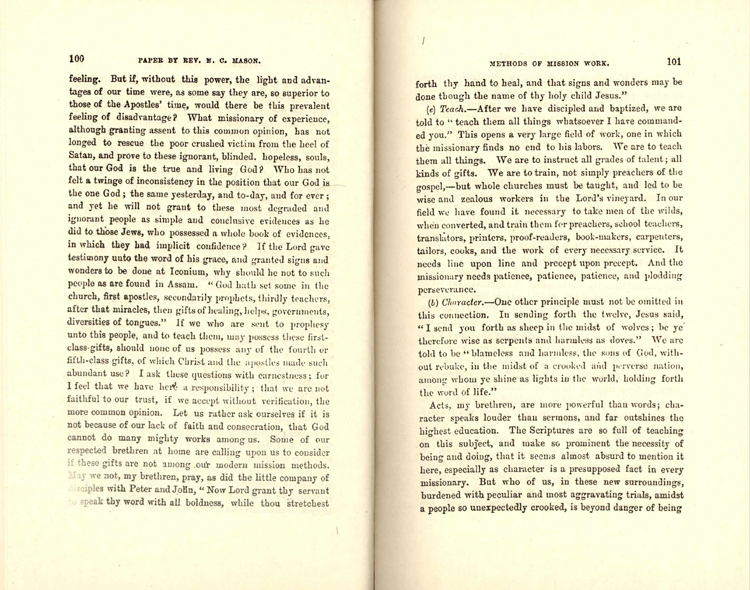 100 PAPER BY REV. M. C. MASON.
feeling. But if, without this power, the light and advan-
tages of our time were, as some say they are, so superior to
those of the Apostles' time, would there be this prevalent
feeling of disadvantage? What missionary of experience,
although granting assent to this common opinion, has not
longed to rescue the poor crushed victim from the heel of
Satan, and prove to these ignorant, blinded. hopeless, souls,
that our God is the true and living God? Who has not
felt a twinge of inconsistency in the position that our God is
the one God; the same yesterday, and to-day, and for ever;
and yet he will not grant to these most degraded and
ignorant people as simple and conclusive evidences as he
did to those Jews, who possessed a whole book of evidences,
in which they had implicit confidence? If the Lord gave
testimony unto the word of his grace, and granted signs and
wonders to be done at Iconium, why should he not to such
people as are found in Assam. "God hath set some in the
church, first apostles, secondarily prophets, thirdly teachers,
after that miracles, then gifts of healing, helps, governments,
diversities of tongues." If we who are sent to prophesy
unto this people, and to teach them, may possess these first-
class-gifts, should none of us possess any of the fourth or
fifth-class gifts, of which Christ and the apostles made such
abundant use? I ask these questions with earnestness; for
I feel that we have here a responsibility; that we are not
faithful to our trust, if we accept without verification, the
more common opinion. Let us rather ask ourselves if it is
not because of our lack of faith and consecration, that God
cannot do many mighty works among us. Some of our
respected brethren at home are calling upon us to consider
if these gifts are not among our modern mission methods.
May we not, my brethren, pray, as did the little company of
disciples with Peter and John, "Now Lord grant thy servant
to speak thy word with all boldness, while thou stretchest
METHODS OF MISSION WORK. 101
forth thy hand to heal, and that signs and wonders may be
done though the name of thy holy child Jesus."
(e) Teach.—After we have discipled and baptized, we are
told to "teach them all things whatsoever I have command-
ed you." This opens a very large field of work, one in which
the missionary finds no end to his labors. We are to teach
them all things. We are to instruct all grades of talent; all
kinds of gifts. We are to train, not simply preachers of the
gospel,—but whole churches must be taught, and led to be
wise and zealous workers in the Lord's vineyard. In our
field we have found it necessary to take men of the wilds,
when converted, and train them for preachers, school teachers,
translators, printers, proof-readers, book-makers, carpenters,
tailors, cooks, and the work of every necessary service. It
needs line upon line and precept upon precept. And the
missionary needs patience, patience, patience, and plodding
perseverance.
(b) Character.—One other principle must not be omitted in
this connection. In sending forth the twelve, Jesus said,
"I send you forth as sheep in the midst of wolves; be ye
therefore wise as serpents and harmless as doves." We are
told to be "blameless and harmless, the sons of God, with-
out rebuke, in the midst of a crooked and perverse nation,
among whom ye shine as lights in the world, holding forth
the word of life."
Acts, my brethren, are more powerful than words; cha-
racter speaks louder than sermons, and far outshines the
highest education. The Scriptures are so full of teaching
on this subject, and make so prominent the necessity of
being and doing, that it seems almost absurd to mention it
here, especially as character is a presupposed fact in every
missionary. But who of us, in these new surroundings,
burdened with peculiar and most aggravating trials, amidst
a people so unexpectedly crooked, is beyond danger of being